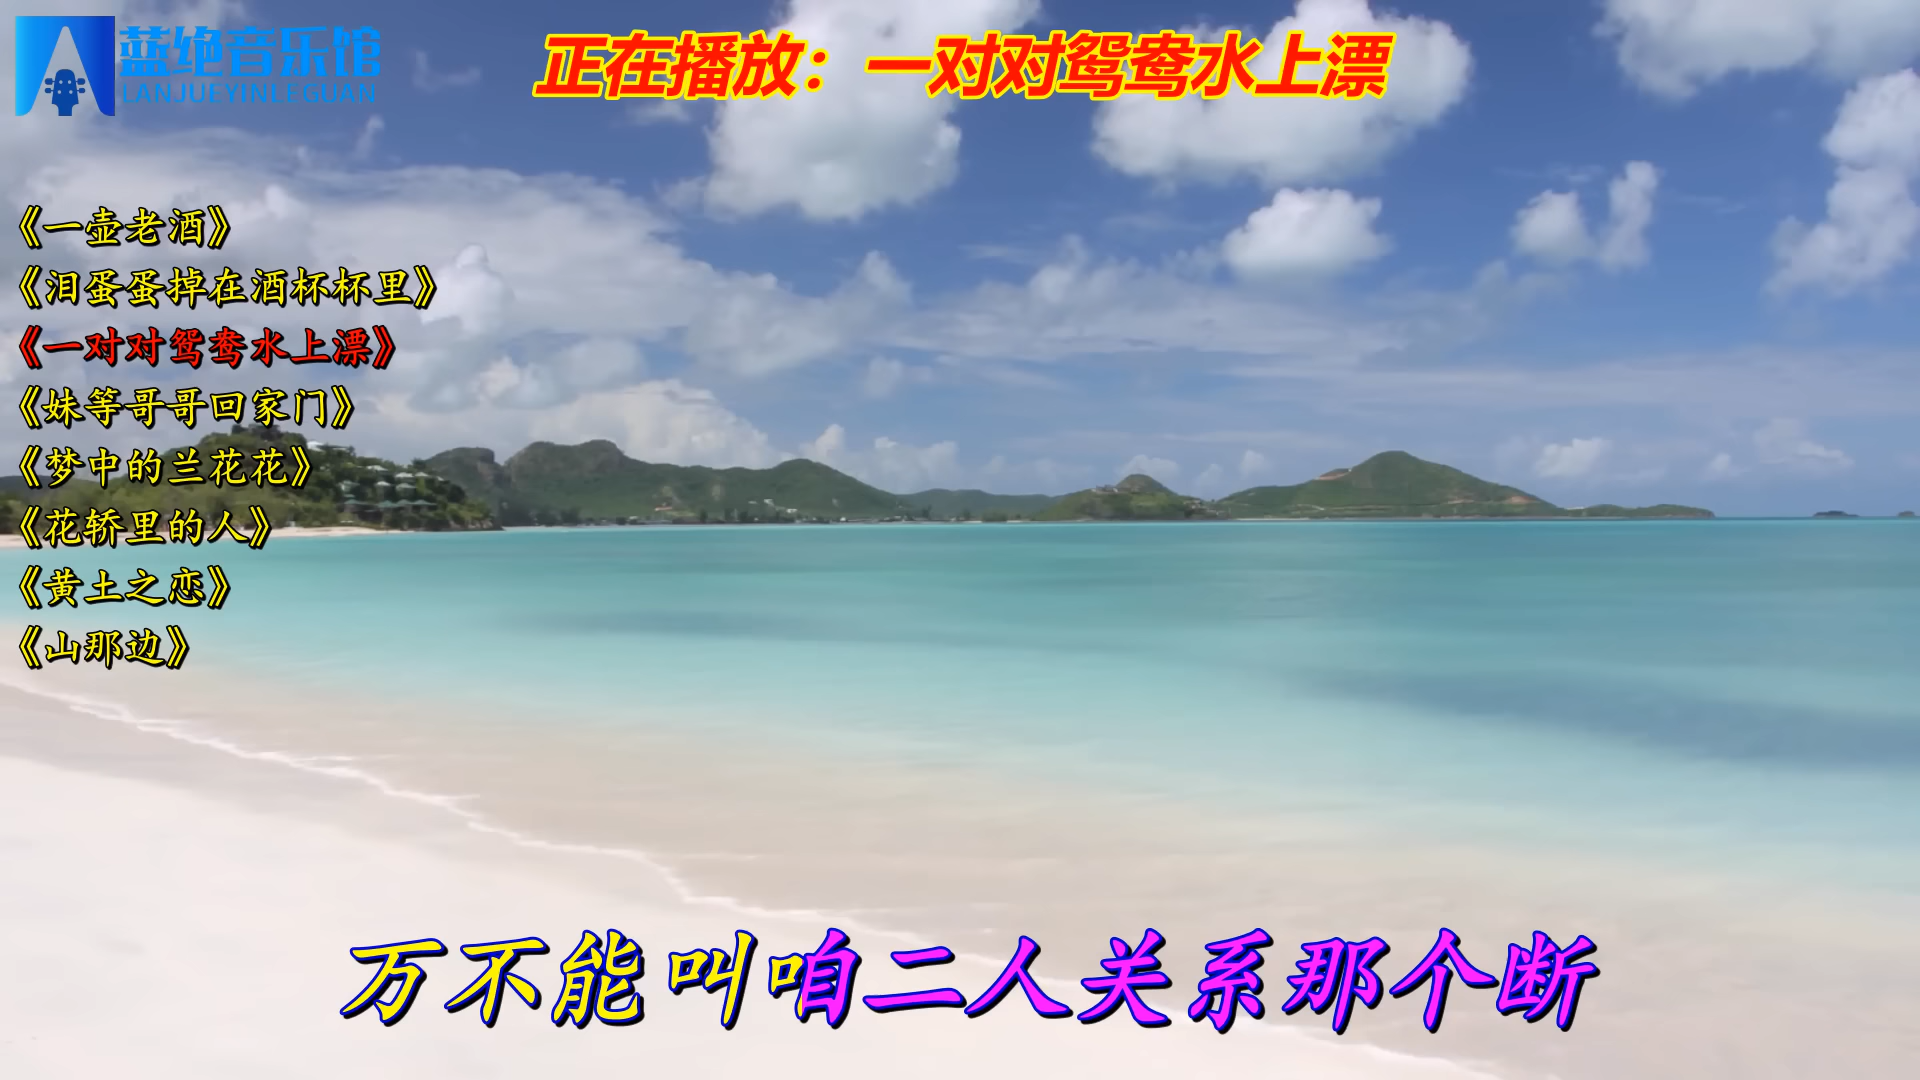 蓝绝音乐馆
LANJUEYINLEGUAN
正在播放：一对对鸳鸯水上漂
《一壶老酒》
《泪蛋蛋掉在酒杯杯里》
《一对对鸳鸯水上漂》
《妹等哥哥回家门》
《梦中的兰花花》
《花轿里的人》
《黄土之恋》
《山那边》
万不能叫咱二人关系那个断